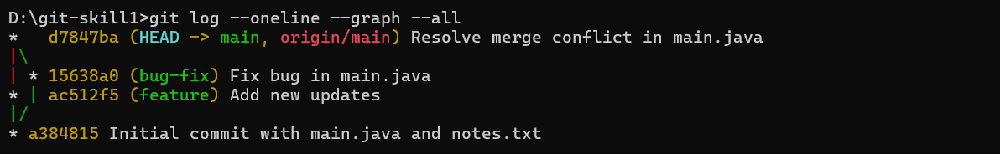 D:\git-skill1>git log --oneline --graph --all
*   d7847ba (HEAD -> main, origin/main) Resolve merge conflict in main.java
|\
| * 15638a0 (bug-fix) Fix bug in main.java
* | ac512f5 (feature) Add new updates
|/
* a384815 Initial commit with main.java and notes.txt